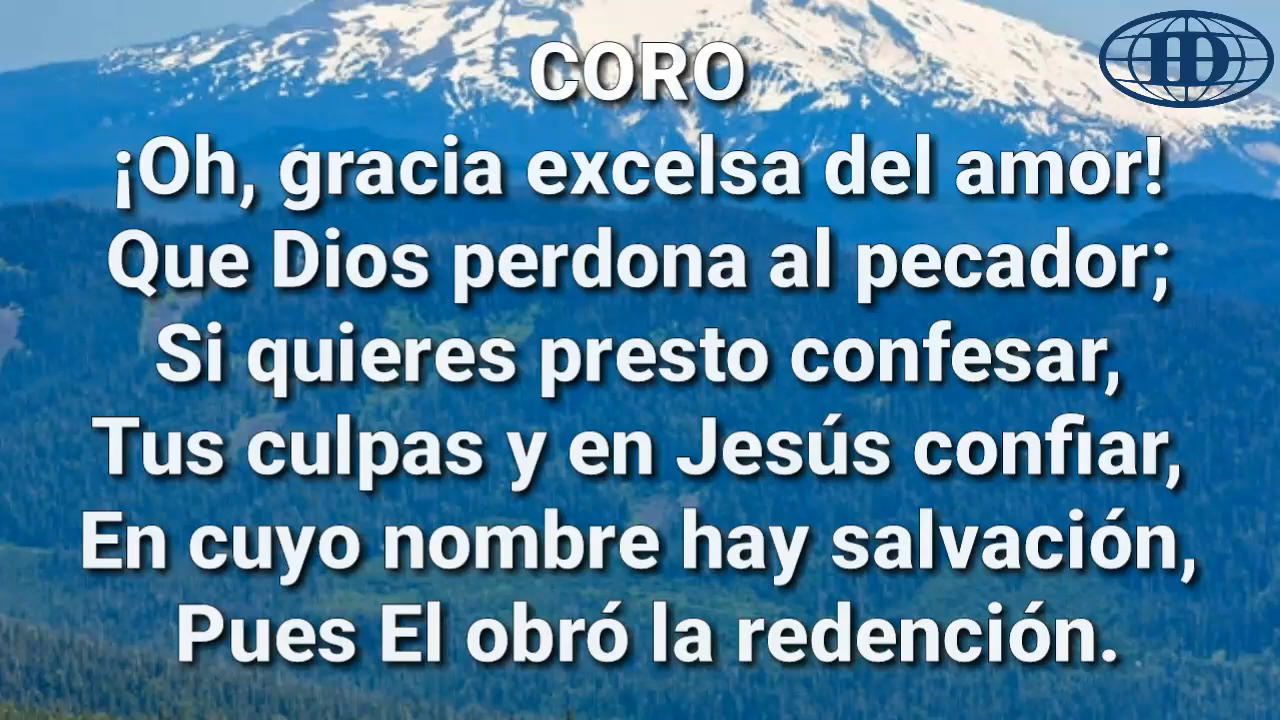 CORO
ID
¡Oh, gracia excelsa del amor!
Que Dios perdona al pecador;
Si quieres presto confesar,
Tus culpas y en Jesús confiar,
En cuyo nombre hay salvación,
Pues El obró la redención.